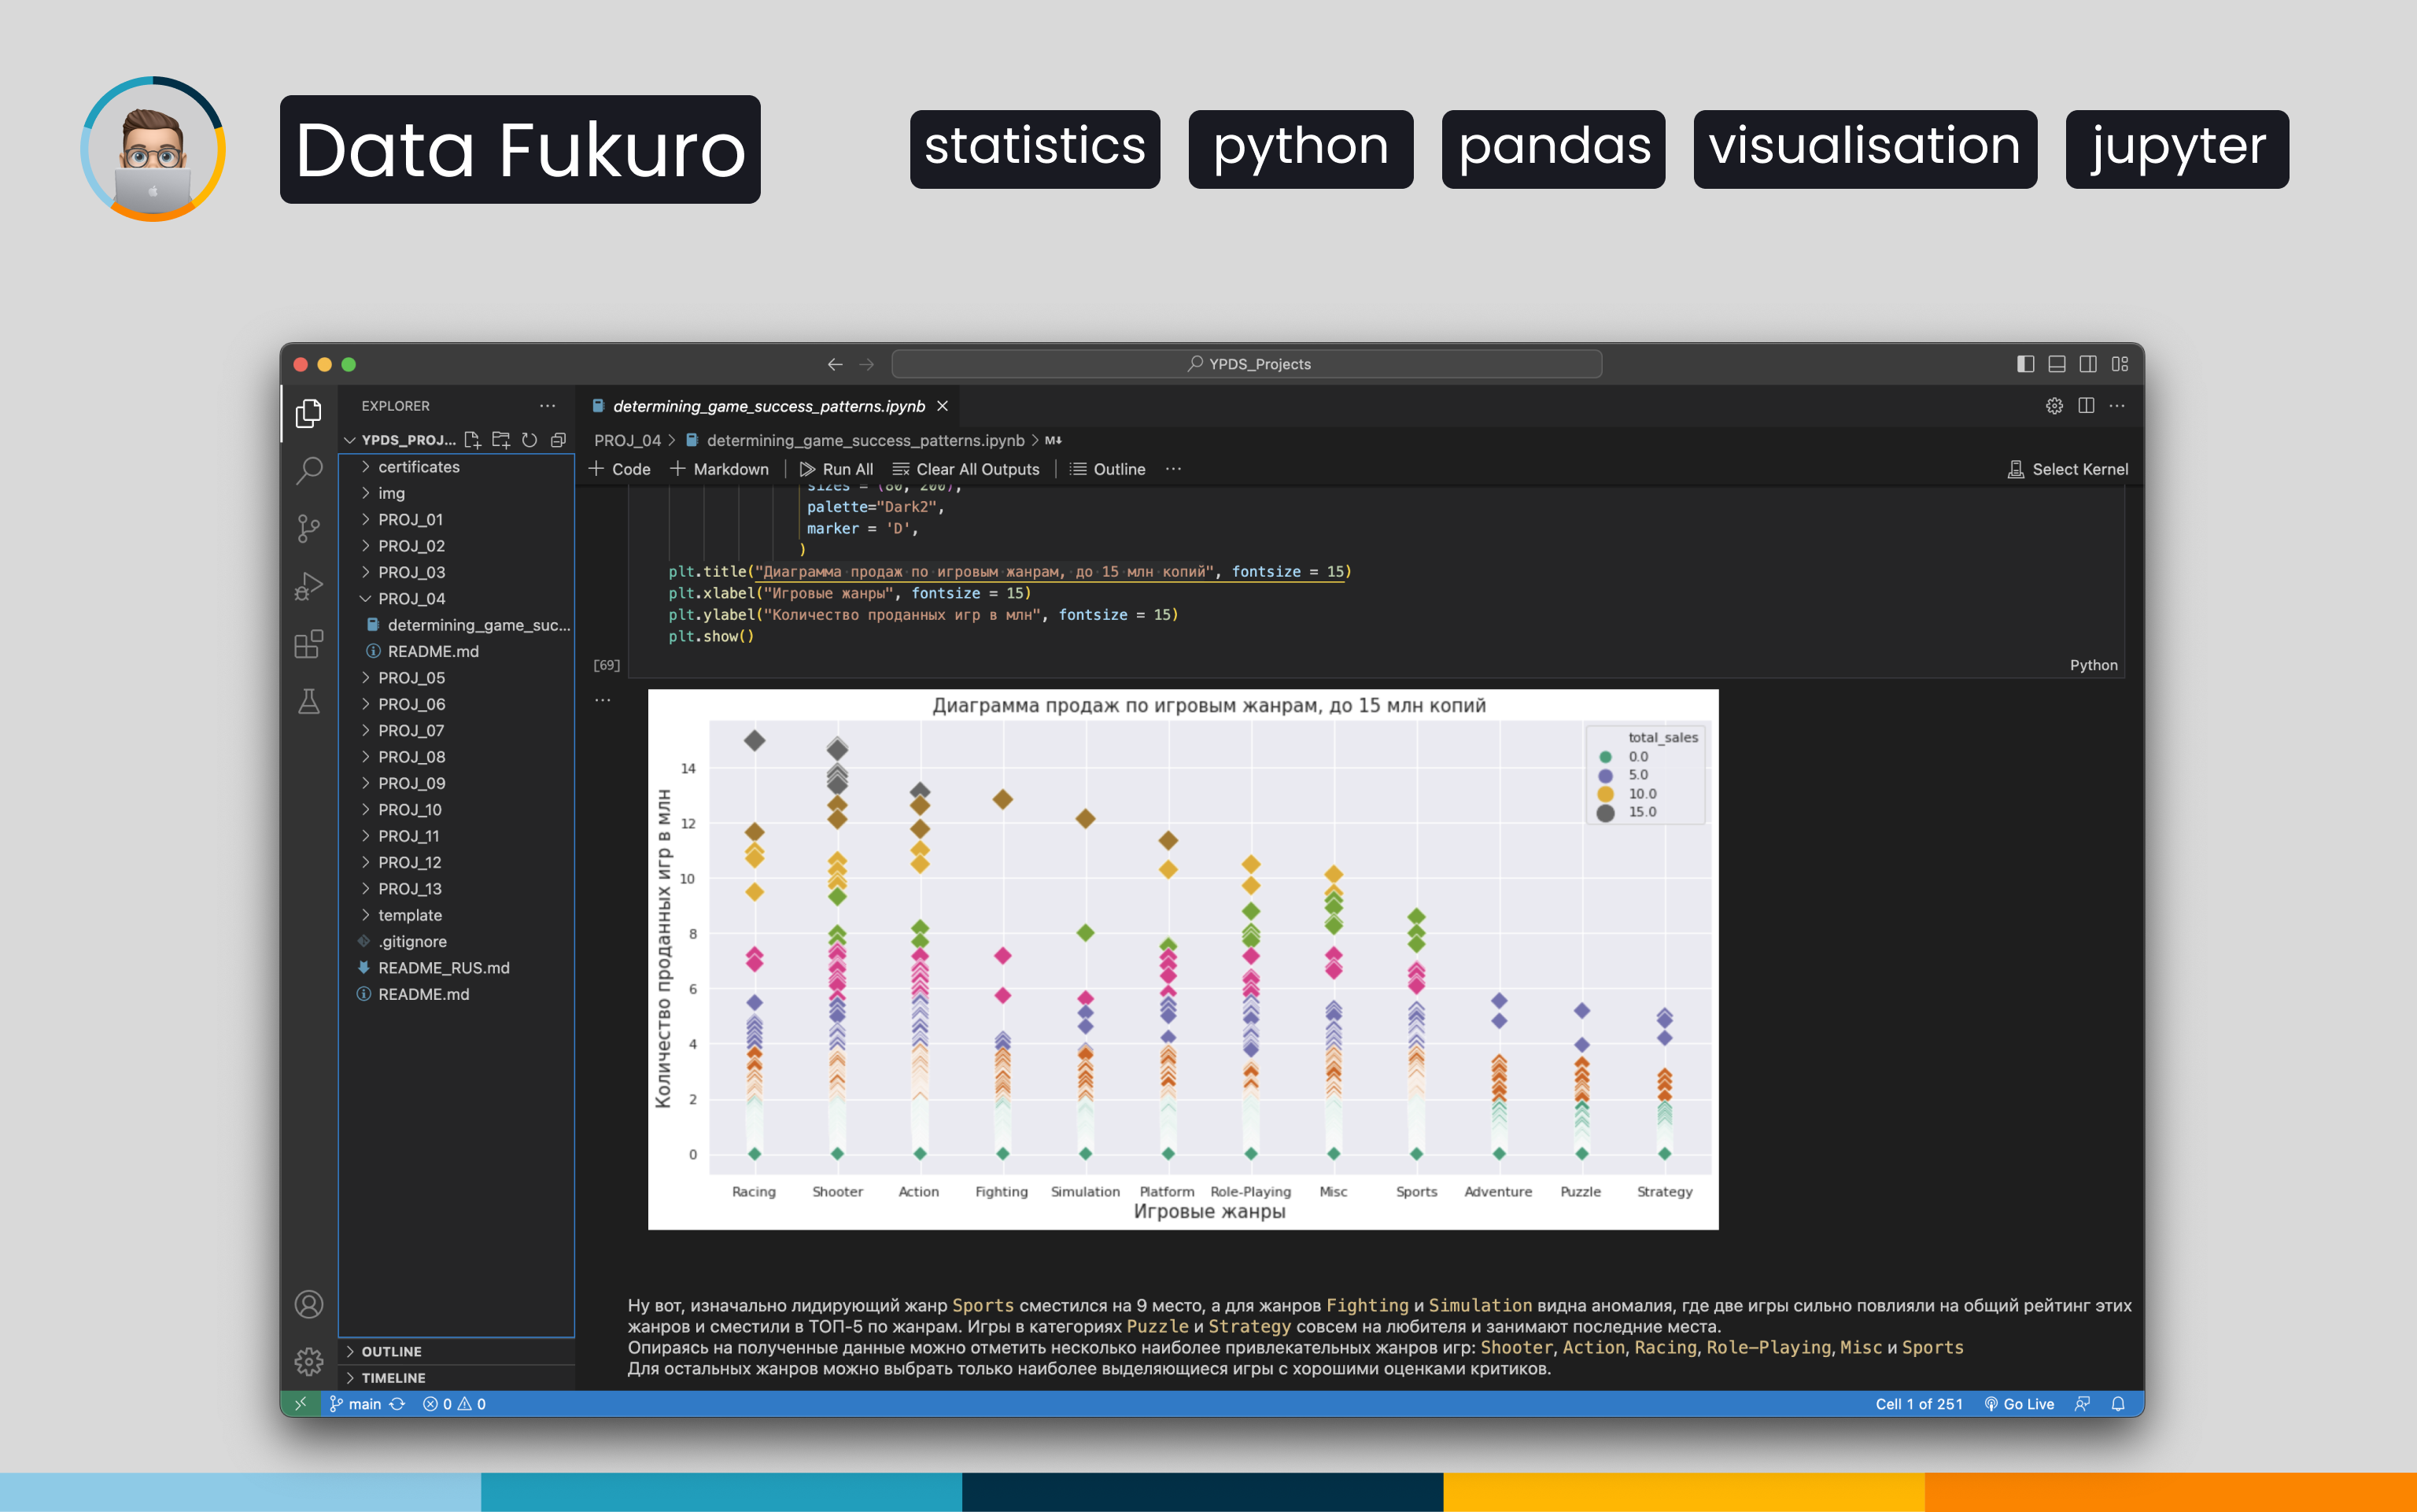 Data Fukuro
statistics
python
pandas
visualisation
jupyter
YPDS_Projects
EXPLORER
YPDS_PROJ...
certificates
img
PROJ_01
PROJ_02
PROJ_03
PROJ_04
determining_game_suc...
README.md
PROJ_05
PROJ_06
PROJ_07
PROJ_08
PROJ_09
PROJ_10
PROJ_11
PROJ_12
PROJ_13
template
.gitignore
README_RUS.md
README.md
OUTLINE
TIMELINE
determining_game_success_patterns.ipynb
PROJ_04 > determining_game_success_patterns.ipynb > M↓
+ Code + Markdown | Run All Clear All Outputs | Outline ...
Select Kernel
sizes = (80, 200),
palette="Dark2",
marker = 'D',
)
plt.title("Диаграмма продаж по игровым жанрам, до 15 млн копий", fontsize = 15)
plt.xlabel("Игровые жанры", fontsize = 15)
plt.ylabel("Количество проданных игр в млн", fontsize = 15)
plt.show()
[69]
Python
Диаграмма продаж по игровым жанрам, до 15 млн копий
total_sales
0.0
5.0
10.0
15.0
Количество проданных игр в млн
14
12
10
8
6
4
2
0
Racing Shooter Action Fighting Simulation Platform Role-Playing Misc Sports Adventure Puzzle Strategy
Игровые жанры
Ну вот, изначально лидирующий жанр Sports сместился на 9 место, а для жанров Fighting и Simulation видна аномалия, где две игры сильно повлияли на общий рейтинг этих
жанров и сместили в ТОП-5 по жанрам. Игры в категориях Puzzle и Strategy совсем на любителя и занимают последние места.
Опираясь на полученные данные можно отметить несколько наиболее привлекательных жанров игр: Shooter, Action, Racing, Role-Playing, Misc и Sports
Для остальных жанров можно выбрать только наиболее выделяющиеся игры с хорошими оценками критиков.
main 0 0
Cell 1 of 251 Go Live